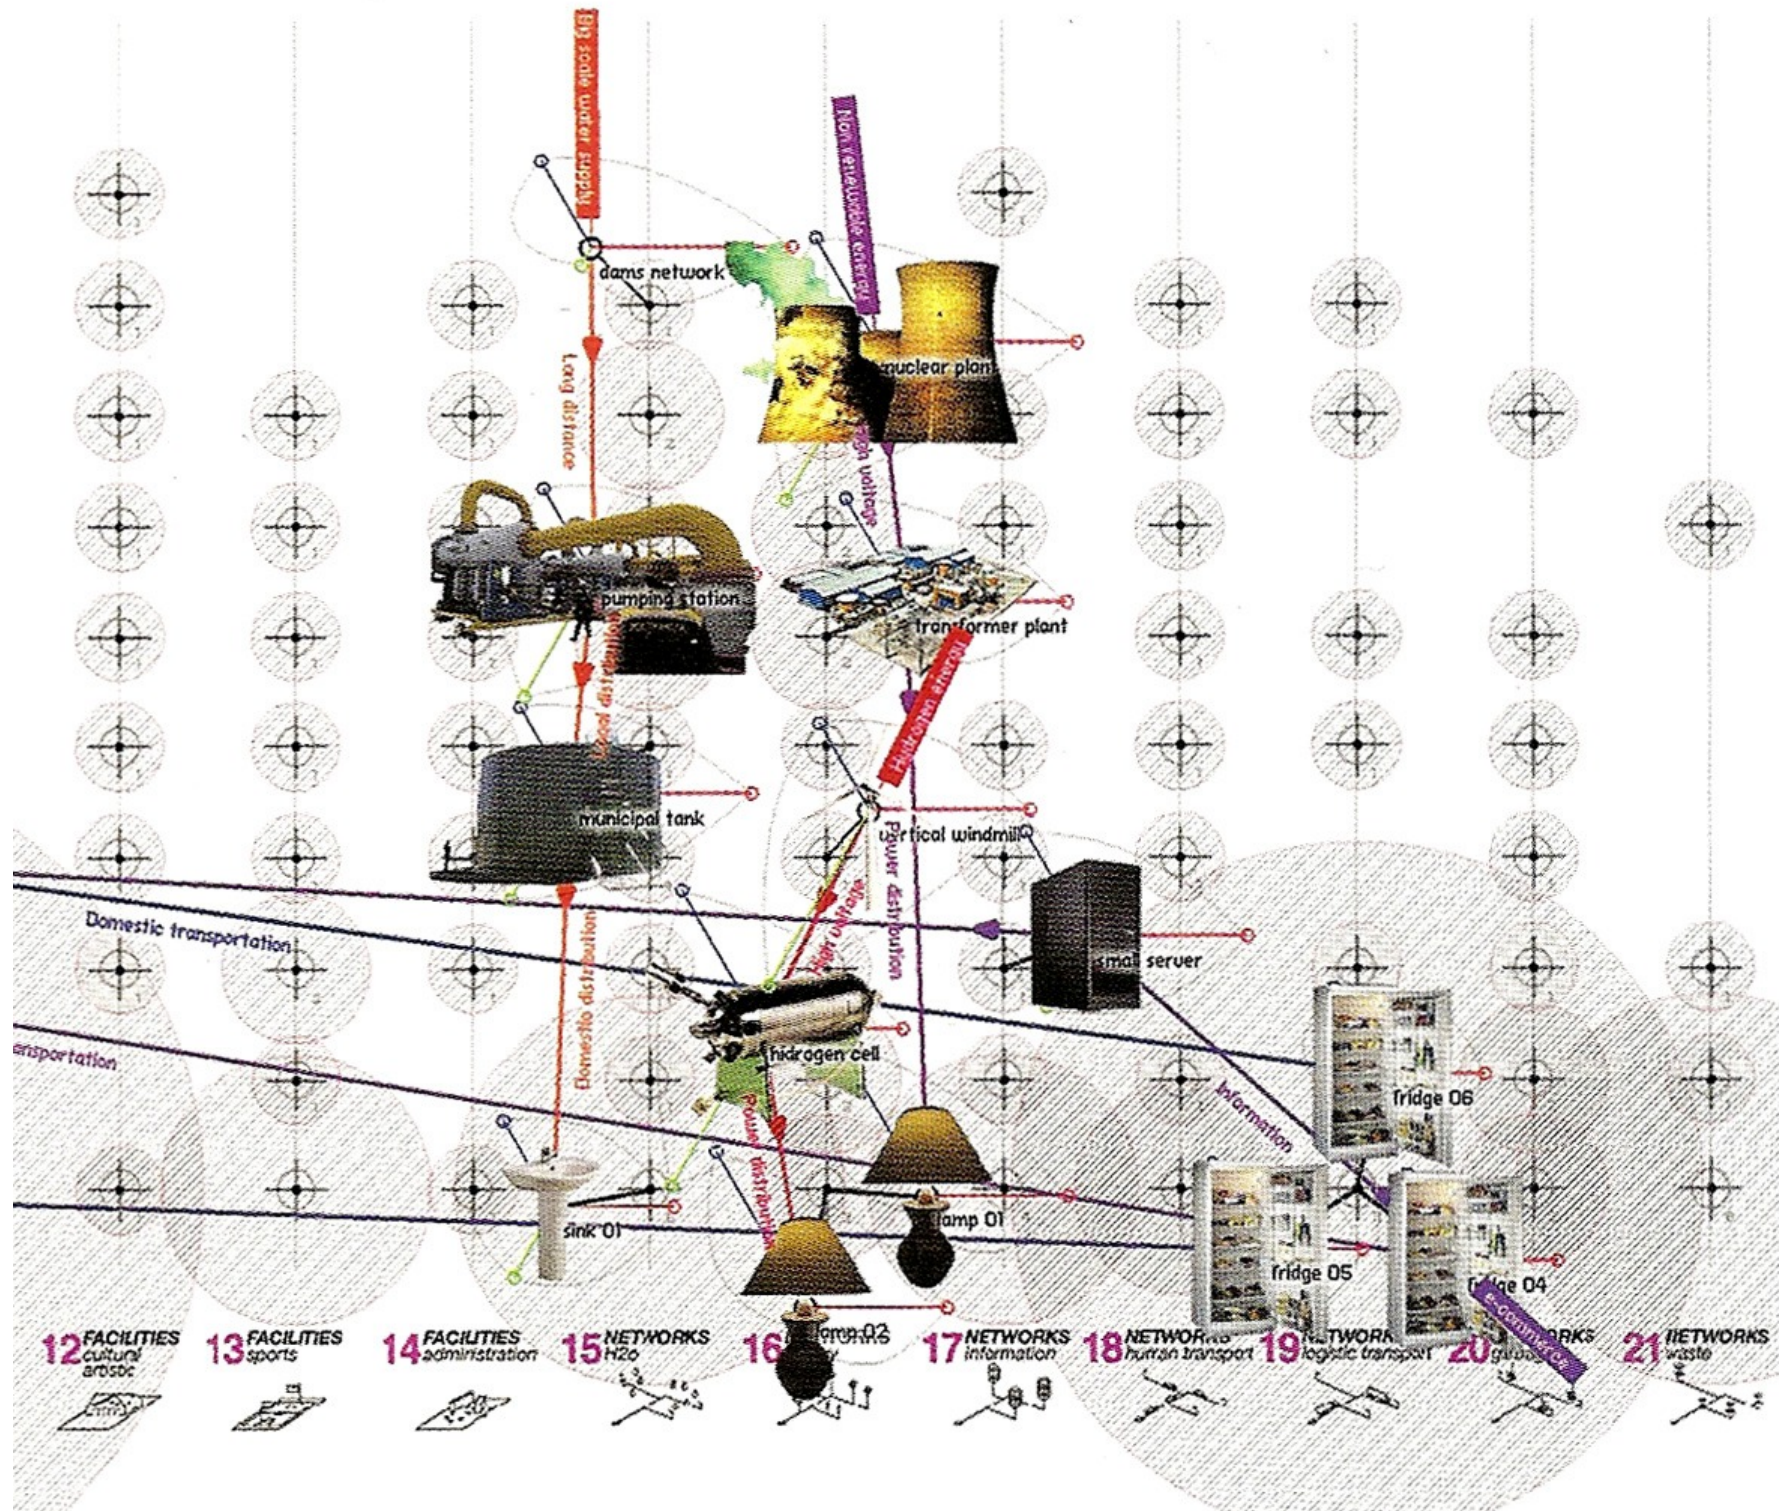 Big scale water supply
Non renewable energy
dams network
nuclear plant
Long distance
High voltage
pumping station
transformer plant
Hidrogen energy
municipal tank
vertical windmill
Power distribution
High voltage
Domestic transportation
Domestic distribution
small server
hidrogen cell
fridge 06
Information
Power distribution
sink 01
lamp 01
fridge 05
fridge 04
e-commerce
lamp 02
12 FACILITIES
cultural
artistic
13 FACILITIES
sports
14 FACILITIES
administration
15 NETWORKS
H2o
16
17 NETWORKS
information
18 NETWORKS
human transport
19 NETWORKS
logistic transport
20
21 NETWORKS
waste